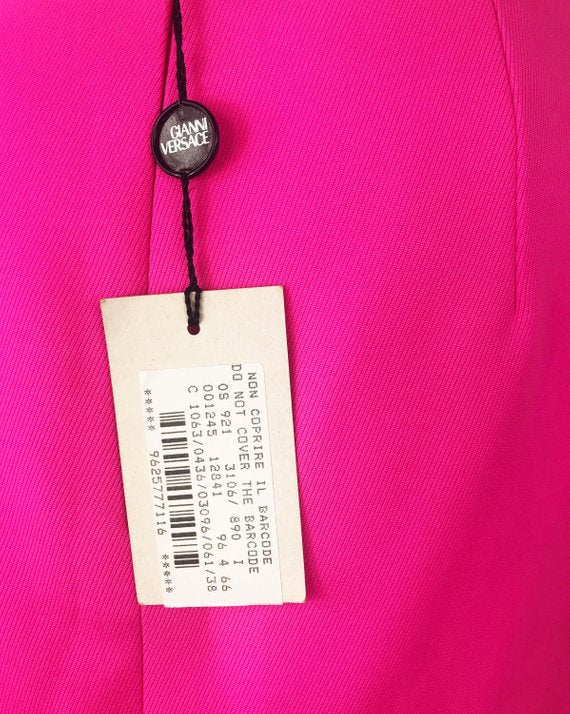 GIANNI
VERSACE
NON COPRIRE IL BARCODE
DO NOT COVER THE BARCODE
OS 921 3106/ 890 I
001245 12841 96 4 66
C 1063/0436/03096/061/38
***** 9625777116 *****